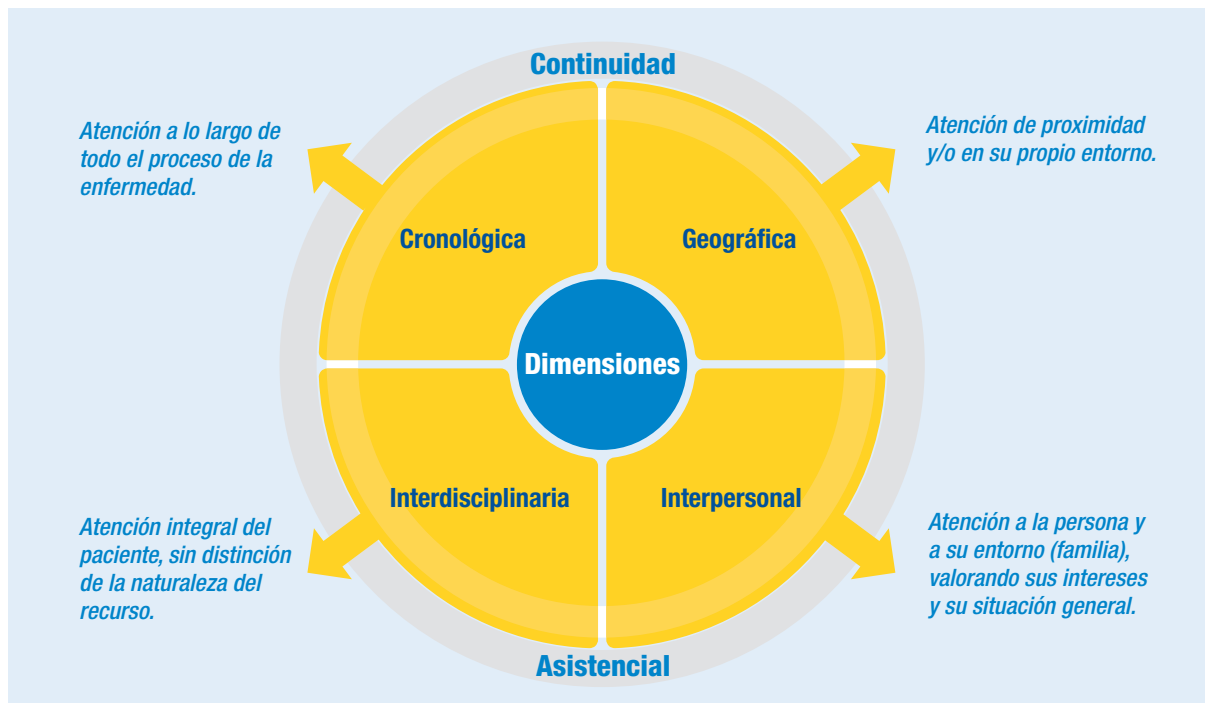 Continuidad
Atención a lo largo de
todo el proceso de la
enfermedad.
Atención de proximidad
y/o en su propio entorno.
Cronológica
Geográfica
Dimensiones
Interdisciplinaria
Interpersonal
Atención integral del
paciente, sin distinción
de la naturaleza del
recurso.
Atención a la persona y
a su entorno (familia),
valorando sus intereses
y su situación general.
Asistencial